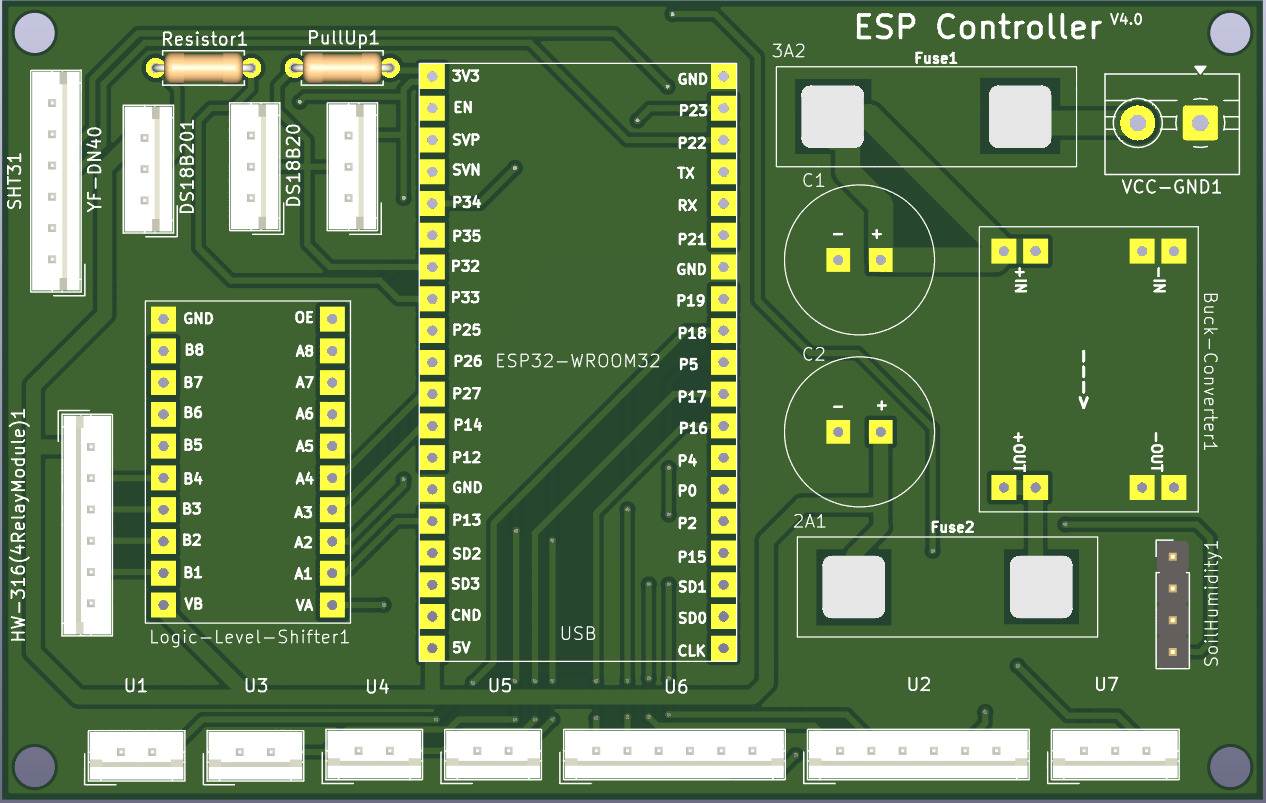 ESP Controller V4.0
Resistor1
PullUp1
3A2
Fuse1
SHT31
YF-DN40
DS18B201
DS18B20
VCC-GND1
3V3
EN
SVP
SVN
P34
P35
P32
P33
P25
P26
P27
P14
P12
GND
P13
SD2
SD3
CND
5V
ESP32-WROOM32
USB
GND
P23
P22
TX
RX
P21
GND
P19
P18
P5
P17
P16
P4
P0
P2
P15
SD1
SD0
CLK
C1
- +
C2
- +
+IN
-IN
+OUT
-OUT
Buck-Converter1
2A1
Fuse2
SoilHumidity1
HW-316(4RelayModule)1
GND
B8
B7
B6
B5
B4
B3
B2
B1
VB
OE
A8
A7
A6
A5
A4
A3
A2
A1
VA
Logic-Level-Shifter1
U1
U3
U4
U5
U6
U2
U7